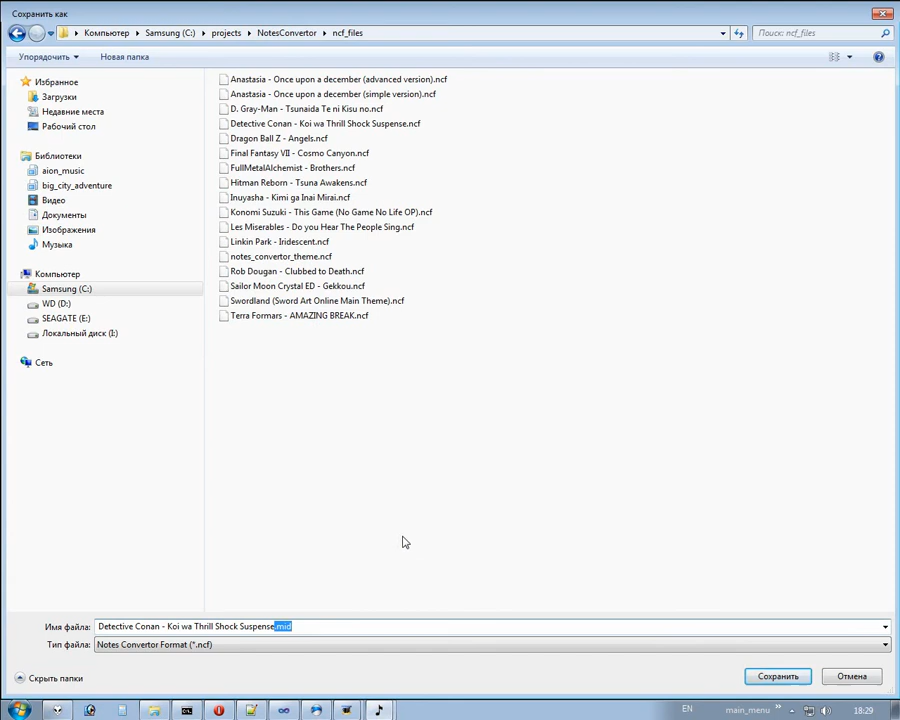 Сохранить как
Компьютер Samsung (C:) projects NotesConvertor ncf_files
Поиск: ncf_files
Упорядочить Новая папка
Избранное
Загрузки
Недавние места
Рабочий стол
Библиотеки
aion_music
big_city_adventure
Видео
Документы
Изображения
Музыка
Компьютер
Samsung (C:)
WD (D:)
SEAGATE (E:)
Локальный диск (I:)
Сеть
Anastasia - Once upon a december (advanced version).ncf
Anastasia - Once upon a december (simple version).ncf
D. Gray-Man - Tsunaida Te ni Kisu no.ncf
Detective Conan - Koi wa Thrill Shock Suspense.ncf
Dragon Ball Z - Angels.ncf
Final Fantasy VII - Cosmo Canyon.ncf
FullMetalAlchemist - Brothers.ncf
Hitman Reborn - Tsuna Awakens.ncf
Inuyasha - Kimi ga Inai Mirai.ncf
Konomi Suzuki - This Game (No Game No Life OP).ncf
Les Miserables - Do you Hear The People Sing.ncf
Linkin Park - Iridescent.ncf
notes_convertor_theme.ncf
Rob Dougan - Clubbed to Death.ncf
Sailor Moon Crystal ED - Gekkou.ncf
Swordland (Sword Art Online Main Theme).ncf
Terra Formars - AMAZING BREAK.ncf
Имя файла: Detective Conan - Koi wa Thrill Shock Suspense.mid
Тип файла: Notes Convertor Format (*.ncf)
Скрыть папки
Сохранить Отмена
EN main_menu » 18:29